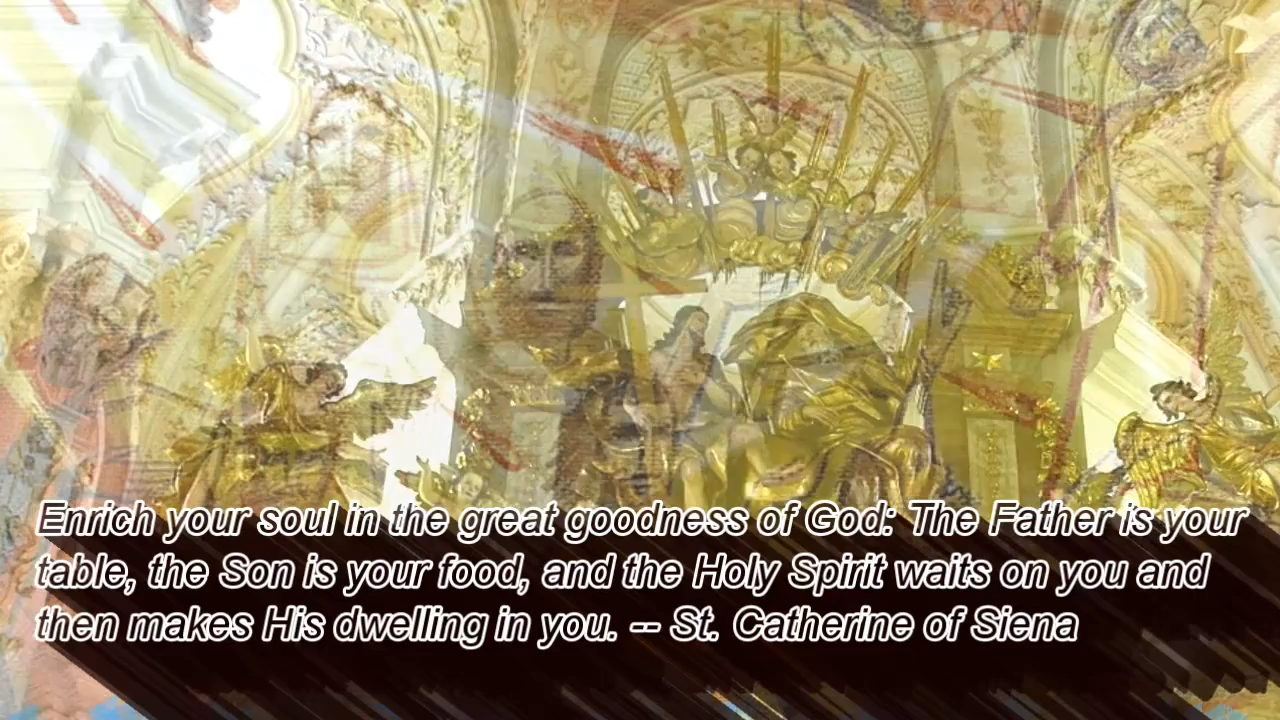 Enrich your soul in the great goodness of God: The Father is your
table, the Son is your food, and the Holy Spirit waits on you and
then makes His dwelling in you. -- St. Catherine of Siena